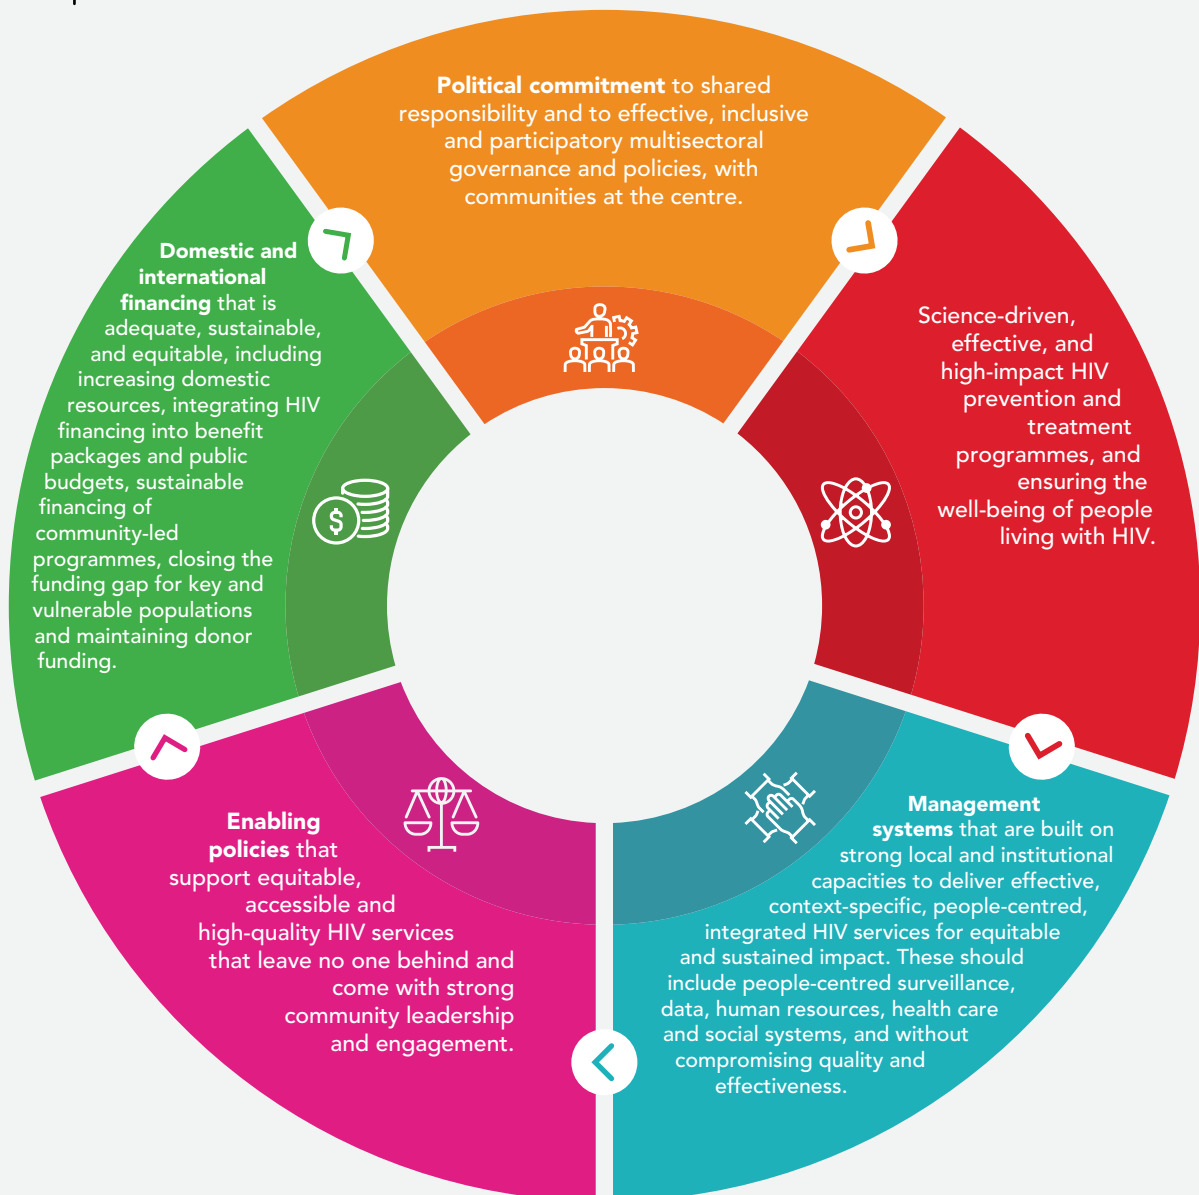 Political commitment to shared
responsibility and to effective, inclusive
and participatory multisectoral
governance and policies, with
communities at the centre.
Science-driven,
effective, and
high-impact HIV
prevention and
treatment
programmes, and
ensuring the
well-being of people
living with HIV.
Management
systems that are built on
strong local and institutional
capacities to deliver effective,
context-specific, people-centred,
integrated HIV services for equitable
and sustained impact. These should
include people-centred surveillance,
data, human resources, health care
and social systems, and without
compromising quality and
effectiveness.
Enabling
policies that
support equitable,
accessible and
high-quality HIV services
that leave no one behind and
come with strong
community leadership
and engagement.
Domestic and
international
financing that is
adequate, sustainable,
and equitable, including
increasing domestic
resources, integrating HIV
financing into benefit
packages and public
budgets, sustainable
financing of
community-led
programmes, closing the
funding gap for key and
vulnerable populations
and maintaining donor
funding.
$